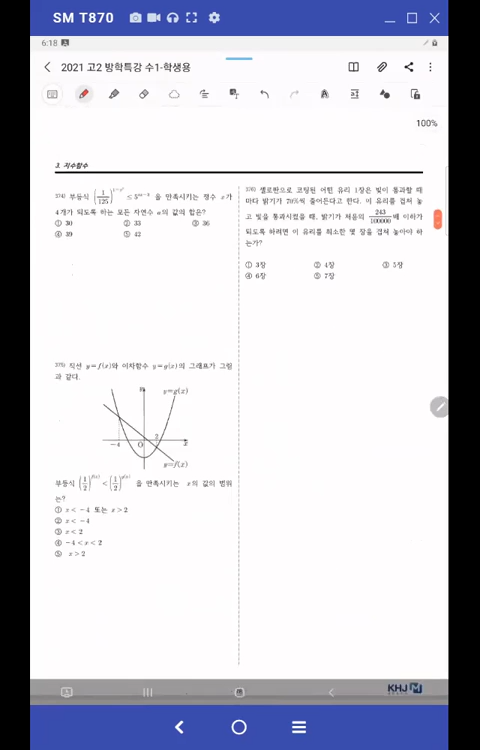 SM T870
6:18
2021 고2 방학특강 수1-학생용
100%
3. 지수함수
374) 부등식 (1/125)^(1-x²) ≤ 5^(ax-3) 을 만족시키는 정수 x가
4개가 되도록 하는 모든 자연수 a의 값의 합은?
① 30 ② 33 ③ 36
④ 39 ⑤ 42
375) 직선 y=f(x)와 이차함수 y=g(x)의 그래프가 그림
과 같다.
y
y=g(x)
-4 O 2 x
y=f(x)
부등식 (1/2)^f(x) < (1/2)^g(x) 을 만족시키는 x의 값의 범위
는?
① x<-4 또는 x>2
② x<-4
③ x<2
④ -4<x<2
⑤ x>2
376) 셀로판으로 코팅된 어떤 유리 1장은 빛이 통과할 때
마다 밝기가 70%씩 줄어든다고 한다. 이 유리를 겹쳐 놓
고 빛을 통과시켰을 때, 밝기가 처음의 243/100000 배 이하가
되도록 하려면 이 유리를 최소한 몇 장을 겹쳐 놓아야 하
는가?
① 3장 ② 4장 ③ 5장
④ 6장 ⑤ 7장
KHJ M